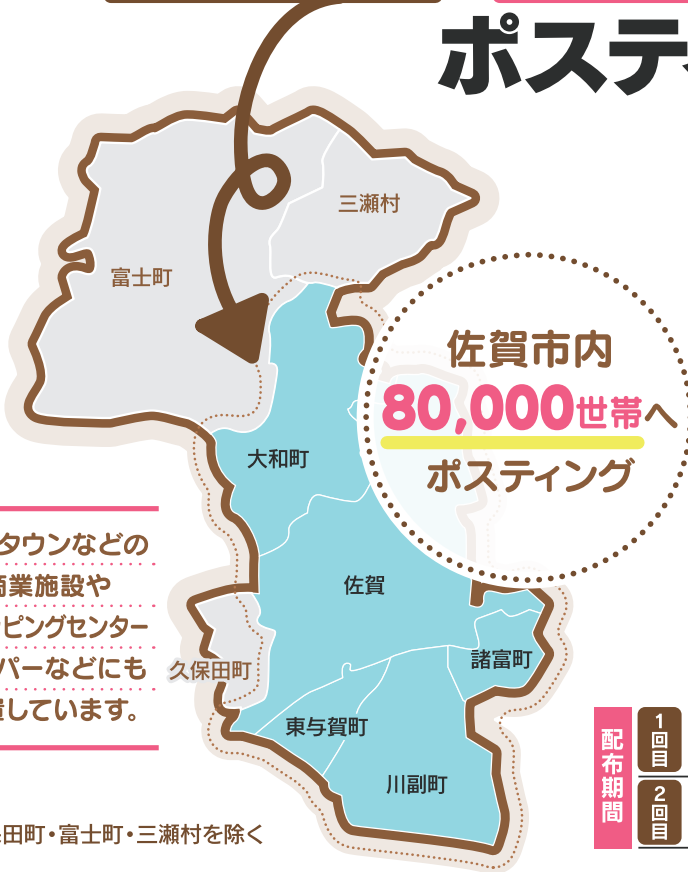 ポステ
三瀬村
富士町
佐賀市内
80,000世帯へ
ポスティング
大和町
タウンなどの
商業施設や
ピングセンター
パーなどにも
置しています。
佐賀
久保田町
諸富町
東与賀町
川副町
配布期間
1回目
2回目
田町・富士町・三瀬村を除く